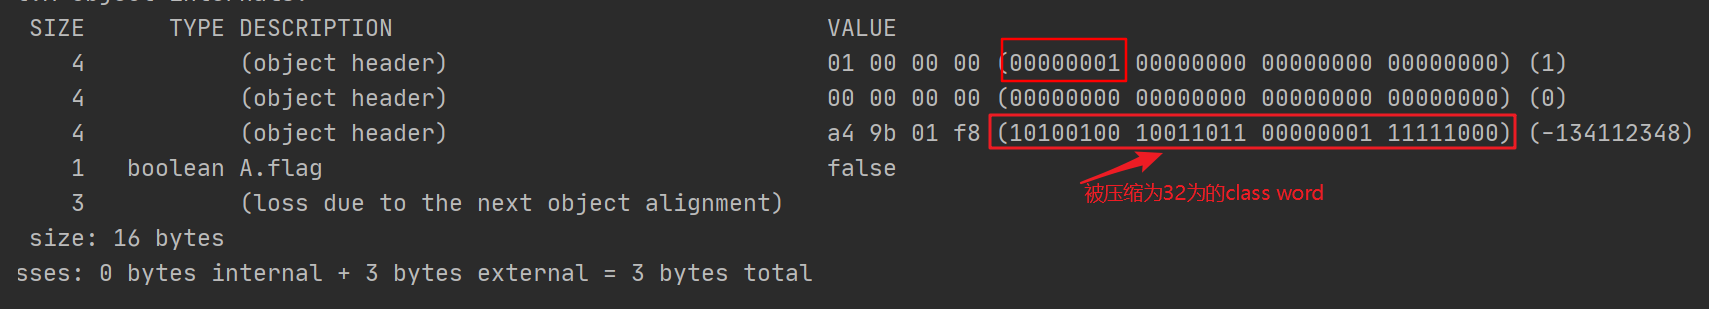 SIZE TYPE DESCRIPTION VALUE
4 (object header) 01 00 00 00 (00000001 00000000 00000000 00000000) (1)
4 (object header) 00 00 00 00 (00000000 00000000 00000000 00000000) (0)
4 (object header) a4 9b 01 f8 (10100100 10011011 00000001 11111000) (-134112348)
1 boolean A.flag false
被压缩为32为的class word
3 (loss due to the next object alignment)
size: 16 bytes
sses: 0 bytes internal + 3 bytes external = 3 bytes total